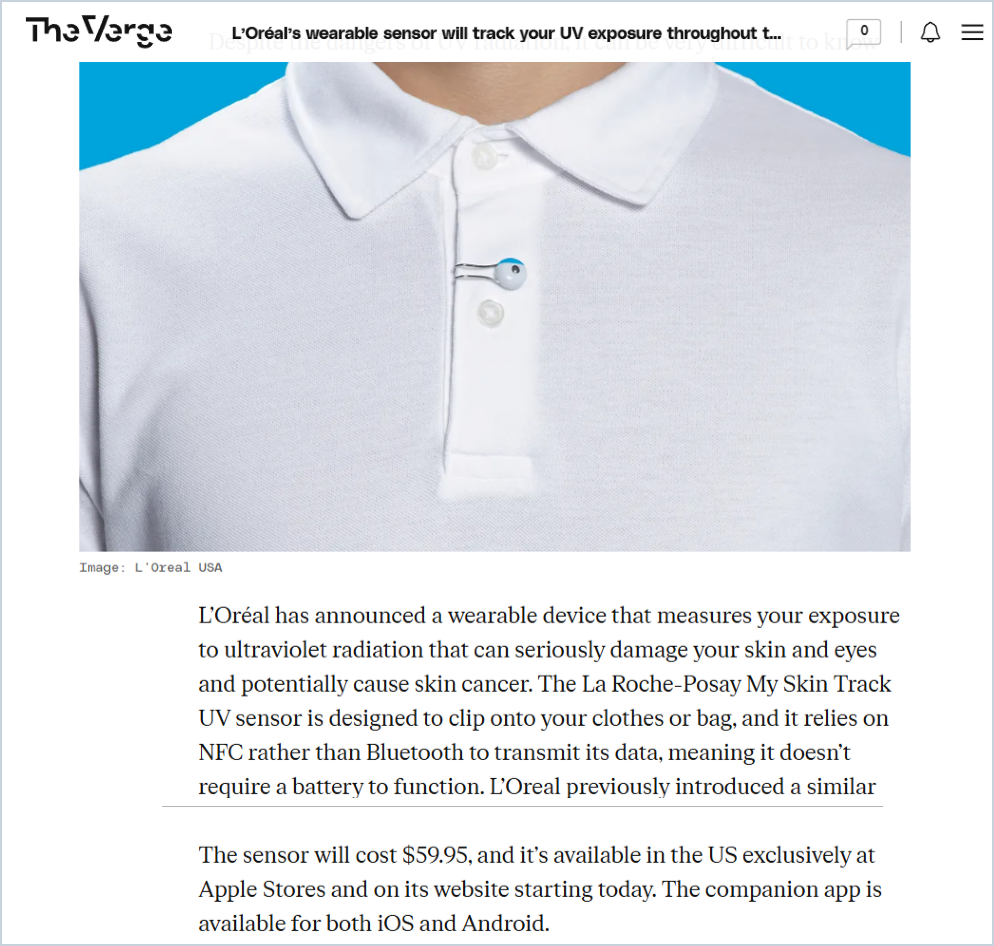 The Verge
L’Oréal’s wearable sensor will track your UV exposure throughout t...
0
Despite the dangers of UV radiation, it can be very difficult to know
Image: L'Oreal USA
L’Oréal has announced a wearable device that measures your exposure
to ultraviolet radiation that can seriously damage your skin and eyes
and potentially cause skin cancer. The La Roche-Posay My Skin Track
UV sensor is designed to clip onto your clothes or bag, and it relies on
NFC rather than Bluetooth to transmit its data, meaning it doesn’t
require a battery to function. L’Oreal previously introduced a similar
The sensor will cost $59.95, and it’s available in the US exclusively at
Apple Stores and on its website starting today. The companion app is
available for both iOS and Android.